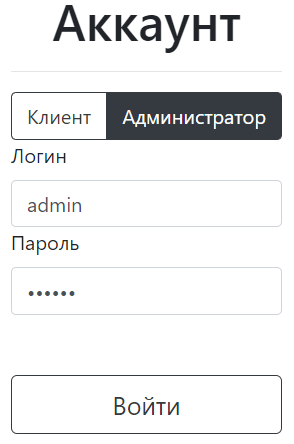 Аккаунт
Клиент Администратор
Логин
admin
Пароль
••••••
Войти